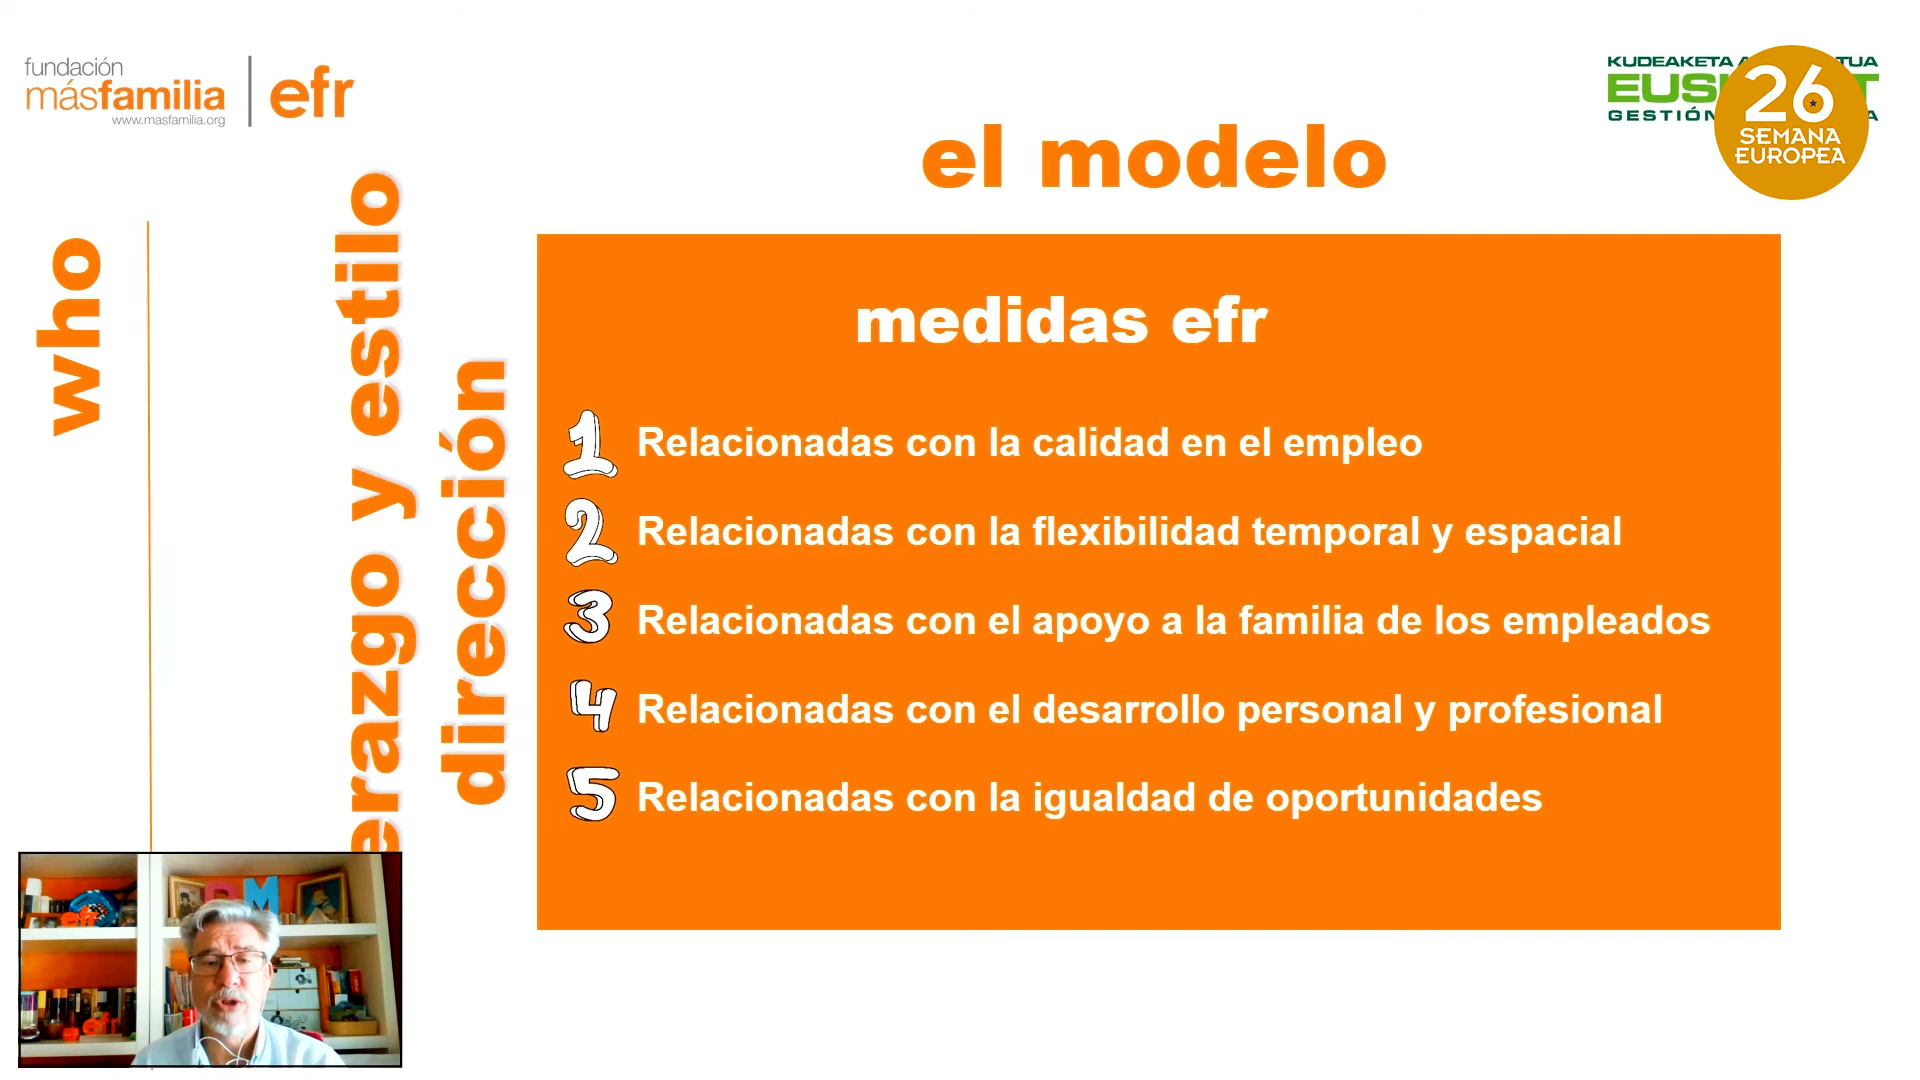 fundación
másfamilia
www.masfamilia.org
efr
KUDEAKETA
TUA
EUS
T
GESTIÓN
A
26
SEMANA
EUROPEA
el modelo
who
erazgo y estilo
dirección
medidas efr
1 Relacionadas con la calidad en el empleo
2 Relacionadas con la flexibilidad temporal y espacial
3 Relacionadas con el apoyo a la familia de los empleados
4 Relacionadas con el desarrollo personal y profesional
5 Relacionadas con la igualdad de oportunidades
M
efr
efr